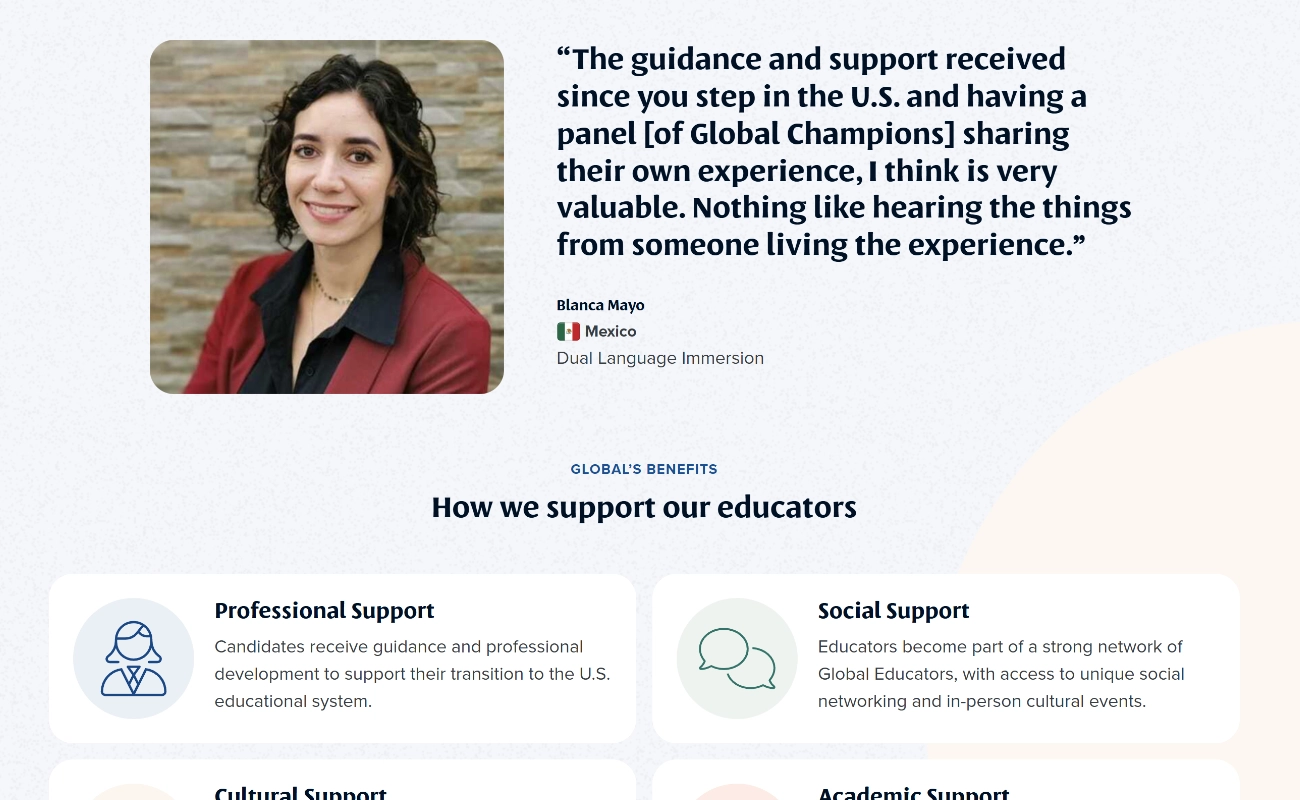 “The guidance and support received
since you step in the U.S. and having a
panel [of Global Champions] sharing
their own experience, I think is very
valuable. Nothing like hearing the things
from someone living the experience.”
Blanca Mayo
Mexico
Dual Language Immersion
GLOBAL’S BENEFITS
How we support our educators
Professional Support
Candidates receive guidance and professional
development to support their transition to the U.S.
educational system.
Social Support
Educators become part of a strong network of
Global Educators, with access to unique social
networking and in-person cultural events.
Cultural Support
Academic Support